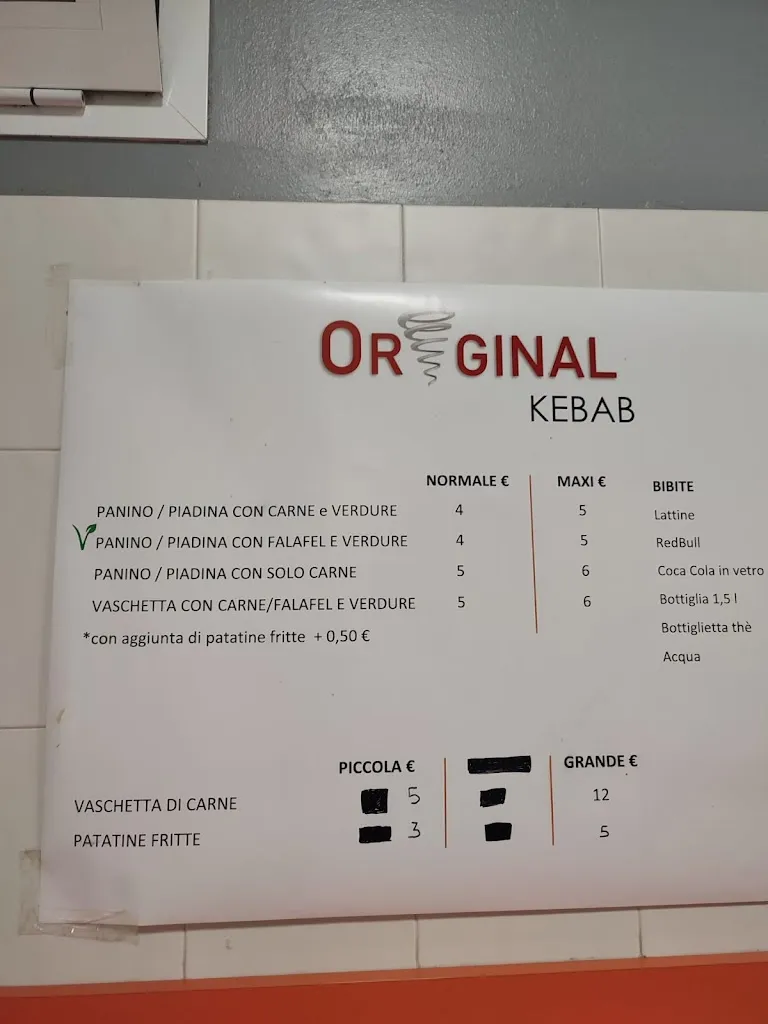 ORIGINAL
KEBAB
NORMALE € MAXI € BIBITE
PANINO / PIADINA CON CARNE e VERDURE 4 5 Lattine
PANINO / PIADINA CON FALAFEL E VERDURE 4 5 RedBull
PANINO / PIADINA CON SOLO CARNE 5 6 Coca Cola in vetro
VASCHETTA CON CARNE/FALAFEL E VERDURE 5 6 Bottiglia 1,5 l
*con aggiunta di patatine fritte + 0,50 € Bottiglietta thè
Acqua
PICCOLA € GRANDE €
VASCHETTA DI CARNE 5 12
PATATINE FRITTE 3 5